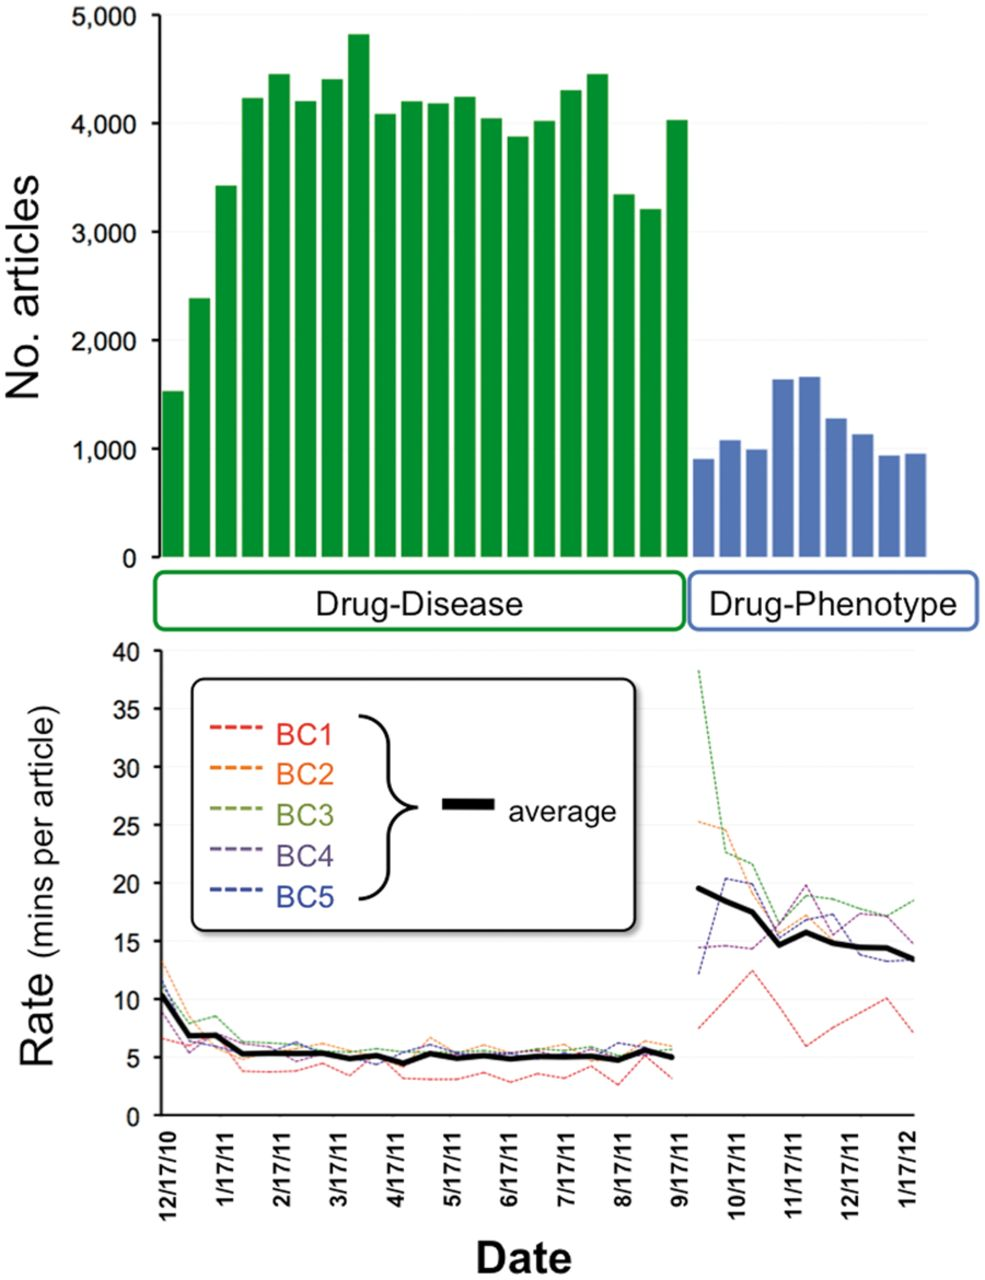 5,000
4,000
3,000
2,000
1,000
0
No. articles
Drug-Disease
Drug-Phenotype
40
35
30
25
20
15
10
5
0
Rate (mins per article)
BC1
BC2
BC3
BC4
BC5
average
12/17/10
1/17/11
2/17/11
3/17/11
4/17/11
5/17/11
6/17/11
7/17/11
8/17/11
9/17/11
10/17/11
11/17/11
12/17/11
1/17/12
Date